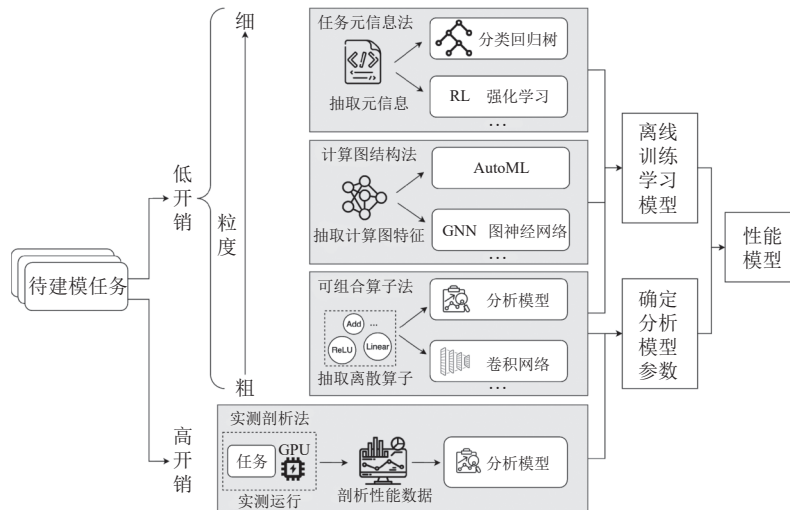 待建模任务
低开销
高开销
细
粒度
粗
任务元信息法
抽取元信息
分类回归树
RL 强化学习
...
计算图结构法
抽取计算图特征
AutoML
GNN 图神经网络
...
可组合算子法
Add ...
ReLU
Linear
抽取离散算子
分析模型
卷积网络
...
实测剖析法
任务
GPU
实测运行
剖析性能数据
分析模型
离线
训练
学习
模型
确定
分析
模型
参数
性能
模型